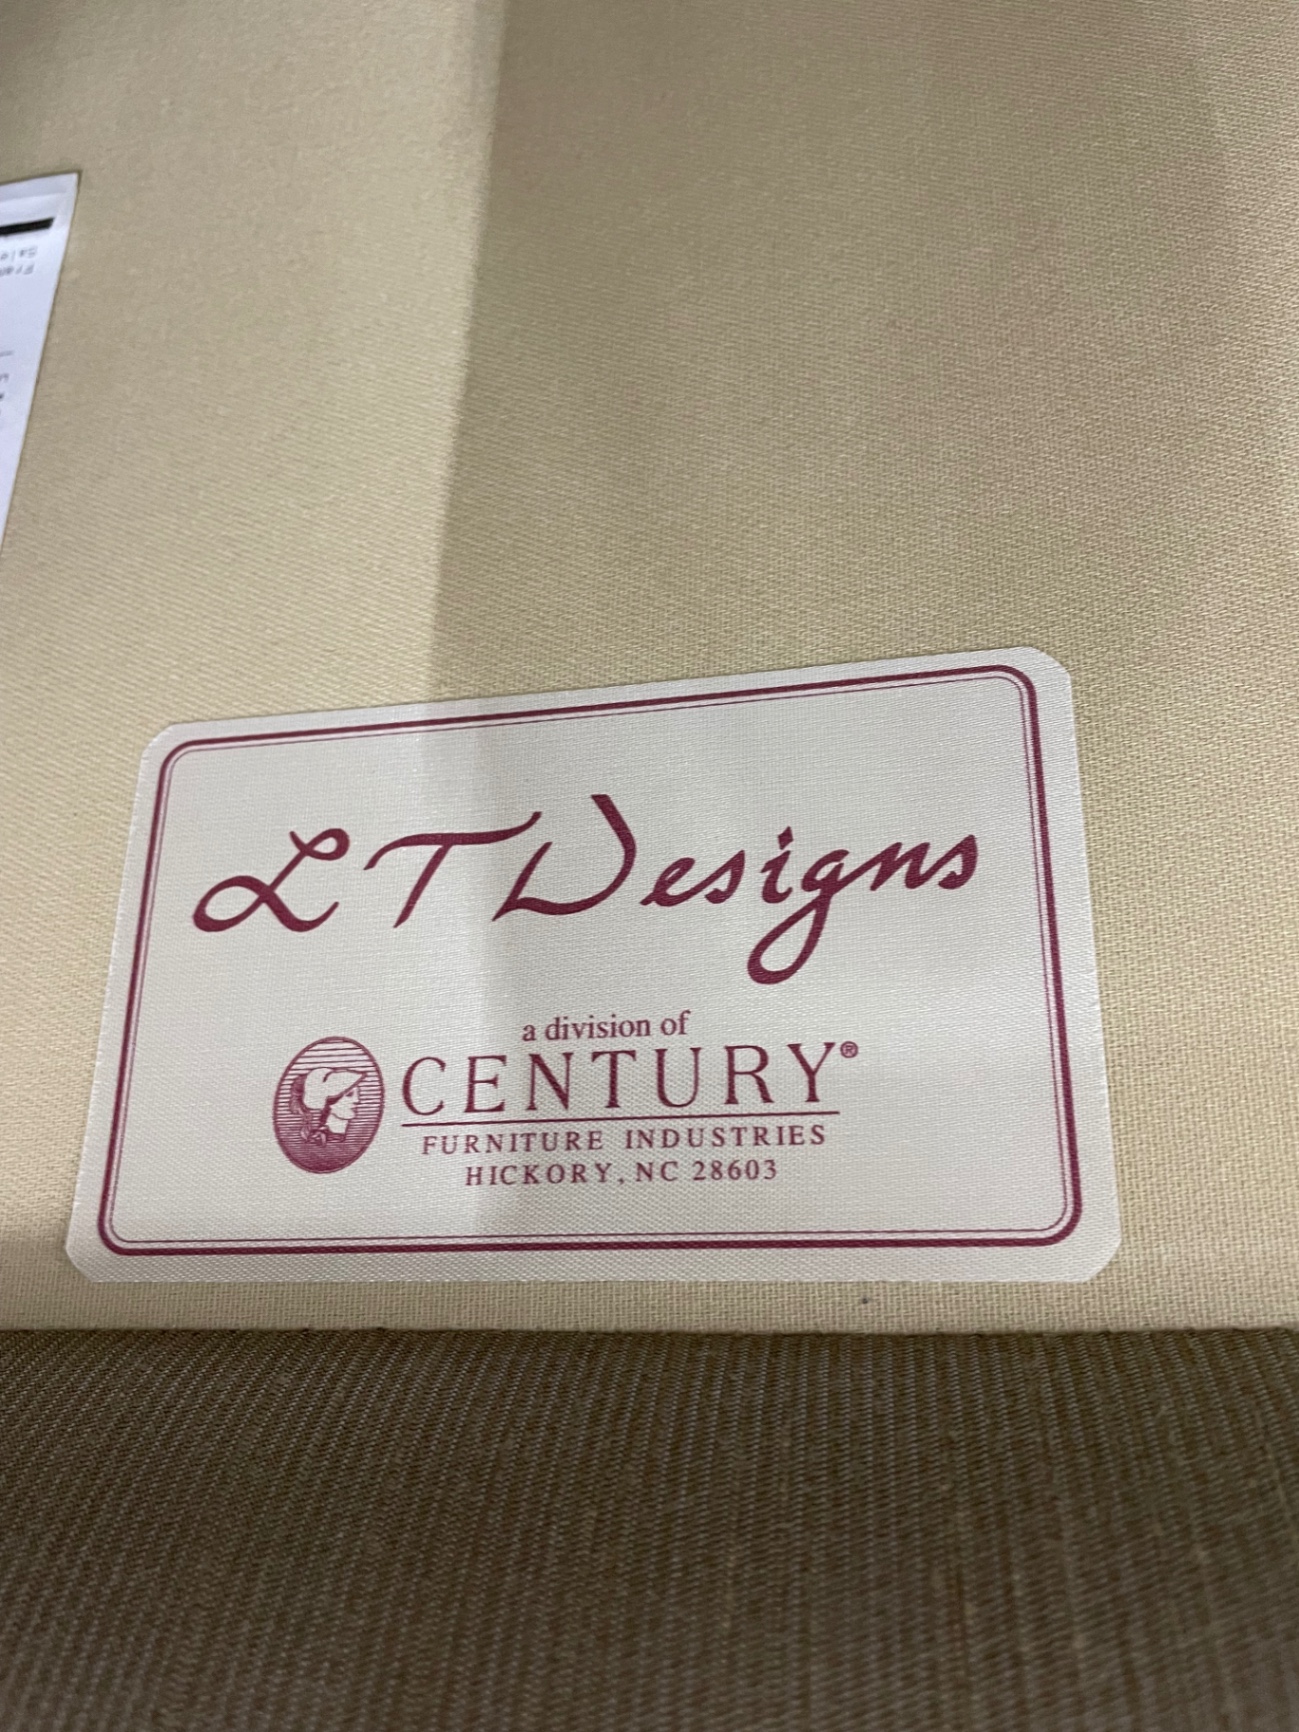 LT Designs
a division of
CENTURY®
FURNITURE INDUSTRIES
HICKORY, NC 28603